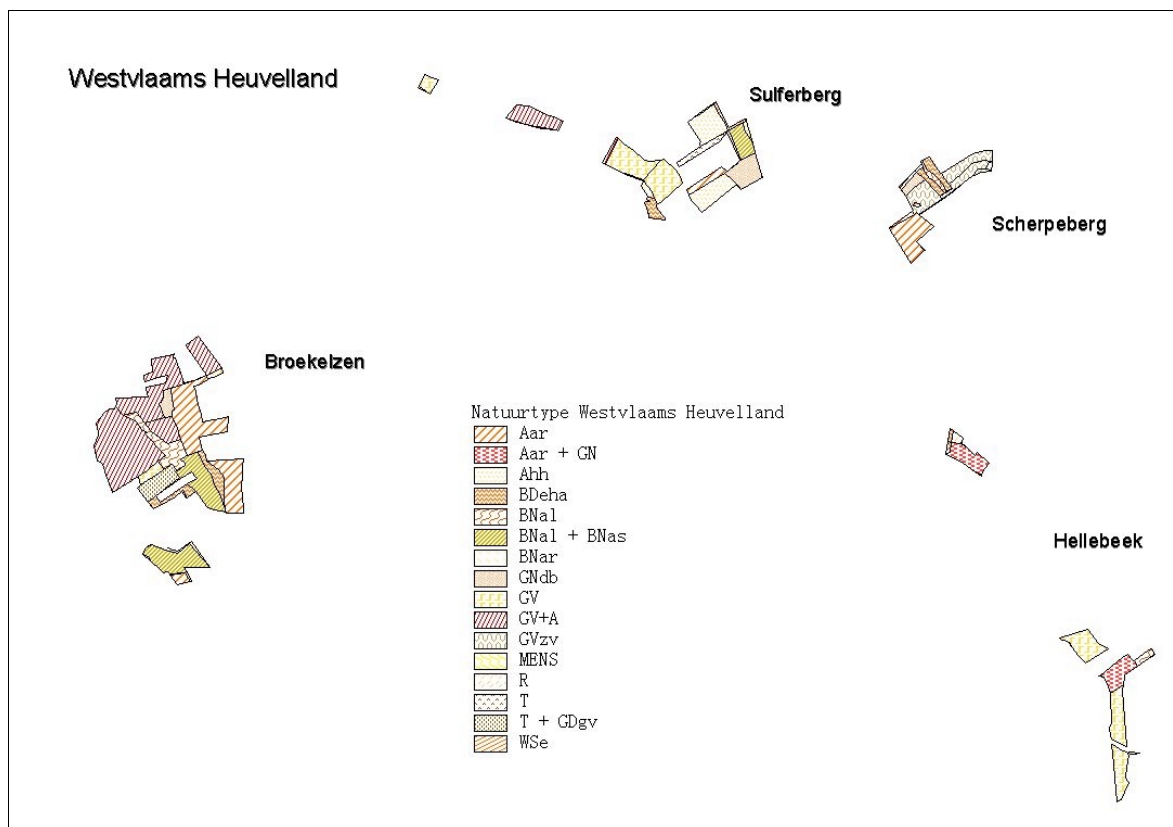 Westvlaams Heuvelland
Sulferberg
Scherpeberg
Broekelzen
Natuurtype Westvlaams Heuvelland
Aar
Aar + GN
Ahh
BDeha
BNal
BNal + BNas
BNar
GNdb
GV
GV+A
GVzv
MENS
R
T
T + GDgv
WSe
Hellebeek